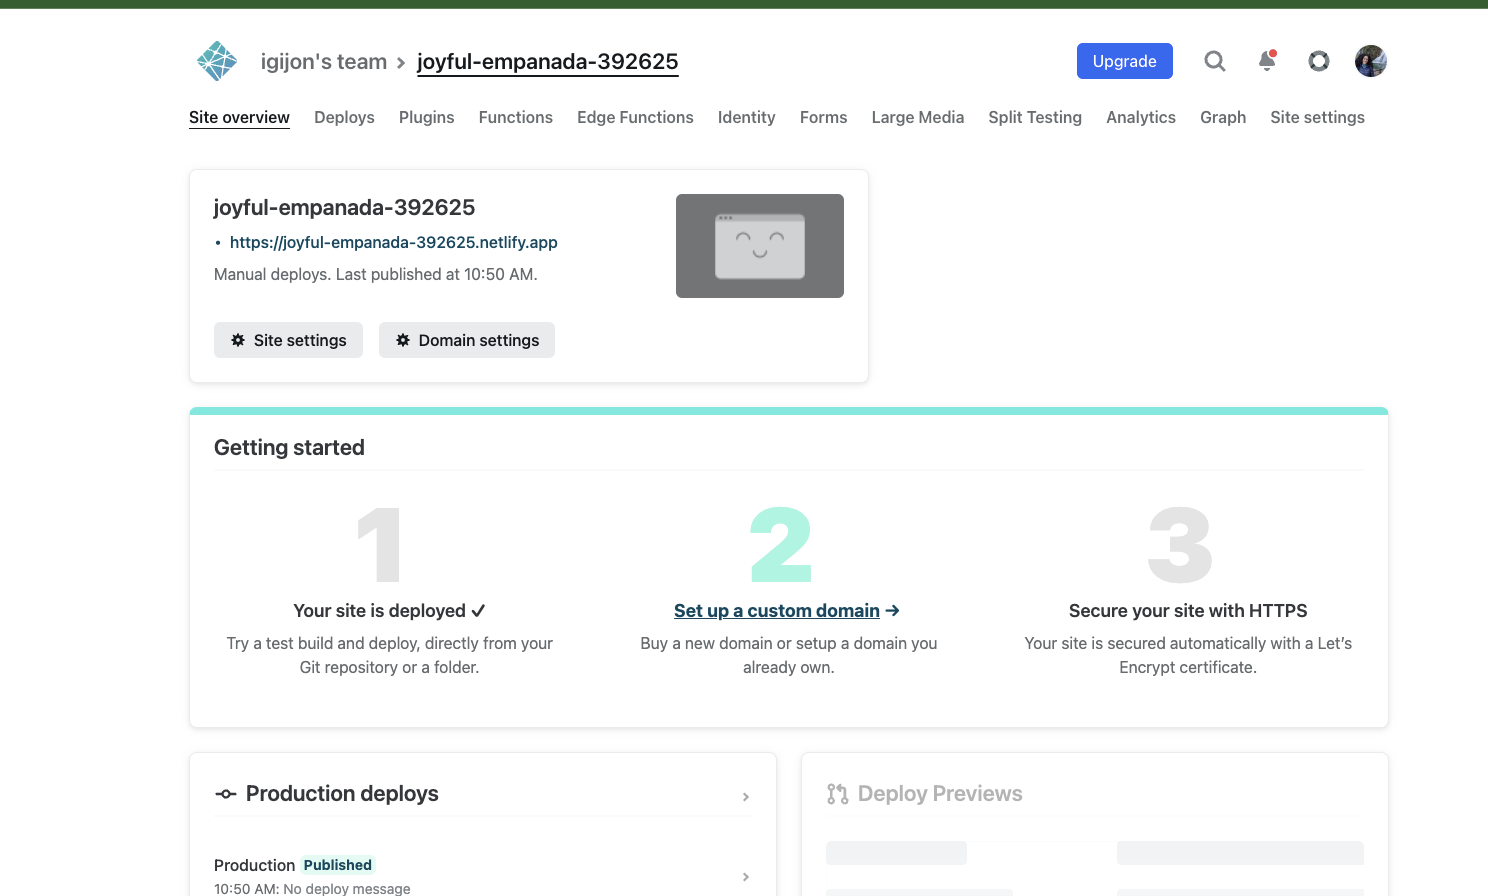 igijon's team > joyful-empanada-392625
Upgrade
Site overview Deploys Plugins Functions Edge Functions Identity Forms Large Media Split Testing Analytics Graph Site settings
joyful-empanada-392625
• https://joyful-empanada-392625.netlify.app
Manual deploys. Last published at 10:50 AM.
Site settings Domain settings
Getting started
1
Your site is deployed ✓
Try a test build and deploy, directly from your
Git repository or a folder.
2
Set up a custom domain →
Buy a new domain or setup a domain you
already own.
3
Secure your site with HTTPS
Your site is secured automatically with a Let’s
Encrypt certificate.
Production deploys
Production Published
10:50 AM: No deploy message
Deploy Previews